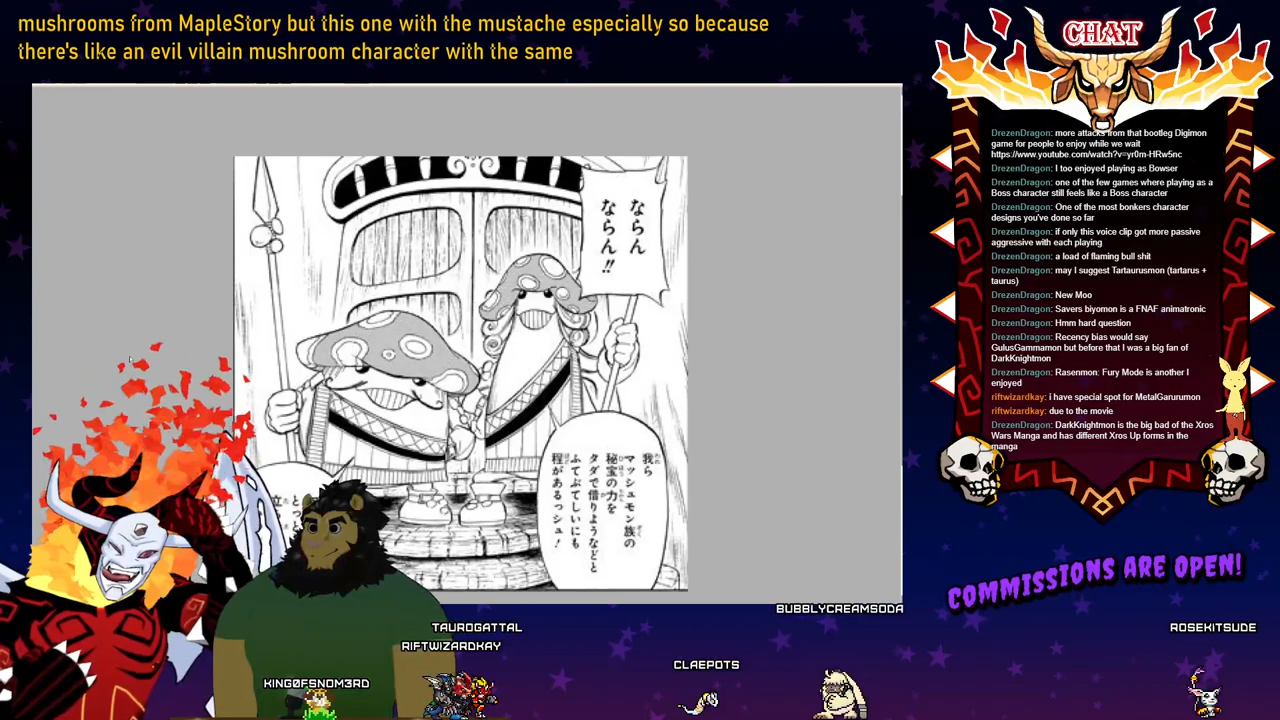 mushrooms from MapleStory but this one with the mustache especially so because
there's like an evil villain mushroom character with the same
CHAT
DrezenDragon: more attacks from that bootleg Digimon
game for people to enjoy while we wait
https://www.youtube.com/watch?v=yr0m-HRw5nc
DrezenDragon: I too enjoyed playing as Bowser
DrezenDragon: one of the few games where playing as a
Boss character still feels like a Boss character
DrezenDragon: One of the most bonkers character
designs you've done so far
DrezenDragon: if only this voice clip got more passive
aggressive with each playing
DrezenDragon: a load of flaming bull shit
DrezenDragon: may I suggest Tartaurusmon (tartarus +
taurus)
DrezenDragon: New Moo
DrezenDragon: Savers biyomon is a FNAF animatronic
DrezenDragon: Hmm hard question
DrezenDragon: Recency bias would say
GulusGammamon but before that I was a big fan of
DarkKnightmon
DrezenDragon: Rasenmon: Fury Mode is another I
enjoyed
riftwizardkay: i have special spot for MetalGarurumon
riftwizardkay: due to the movie
DrezenDragon: DarkKnightmon is the big bad of the Xros
Wars Manga and has different Xros Up forms in the
manga
ならん
ならん!!
我ら
マッシュモン族の
秘宝の力を
タダで借りようなどと
ふてぶてしいにも
程があるっシュ!
とっ
立
COMMISSIONS ARE OPEN!
BUBBLYCREAMSODA
TAUROGATTAL
ROSEKITSUDE
RIFTWIZARDKAY
CLAEPOTS
KING0FSNOM3RD